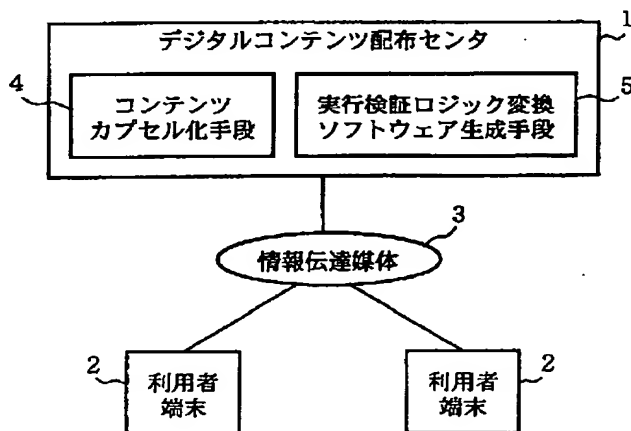 デジタルコンテンツ配布センタ
1
4
コンテンツ
カプセル化手段
実行検証ロジック変換
ソフトウェア生成手段
5
3
情報伝達媒体
2
利用者
端末
利用者
端末
2